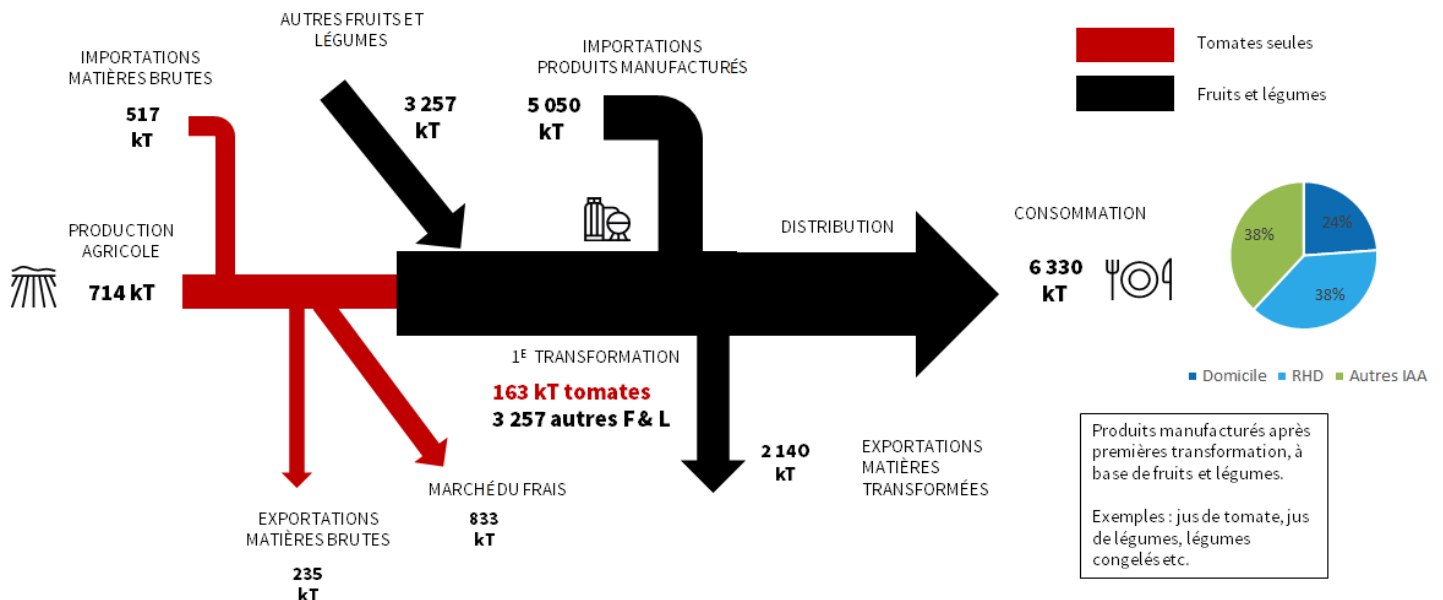 AUTRES FRUITS ET
LÉGUMES
IMPORTATIONS
MATIÈRES BRUTES
517
kT
3 257
kT
IMPORTATIONS
PRODUITS MANUFACTURÉS
5 050
kT
Tomates seules
Fruits et légumes
PRODUCTION
AGRICOLE
714 kT
DISTRIBUTION
CONSOMMATION
6 330
kT
24%
38%
38%
Domicile
RHD
Autres IAA
1E TRANSFORMATION
163 kT tomates
3 257 autres F & L
2 140
kT
EXPORTATIONS
MATIÈRES
TRANSFORMÉES
MARCHÉ DU FRAIS
833
kT
EXPORTATIONS
MATIÈRES BRUTES
235
kT
Produits manufacturés après
premières transformation, à
base de fruits et légumes.
Exemples : jus de tomate, jus
de légumes, légumes
congelés etc.